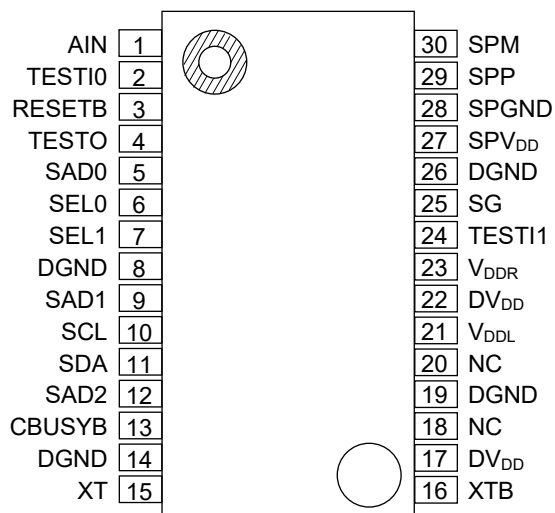 AIN 1 30 SPM
TESTI0 2 29 SPP
RESETB 3 28 SPGND
TESTO 4 27 SPVDD
SAD0 5 26 DGND
SEL0 6 25 SG
SEL1 7 24 TESTI1
DGND 8 23 VDDR
SAD1 9 22 DVDD
SCL 10 21 VDDL
SDA 11 20 NC
SAD2 12 19 DGND
CBUSYB 13 18 NC
DGND 14 17 DVDD
XT 15 16 XTB